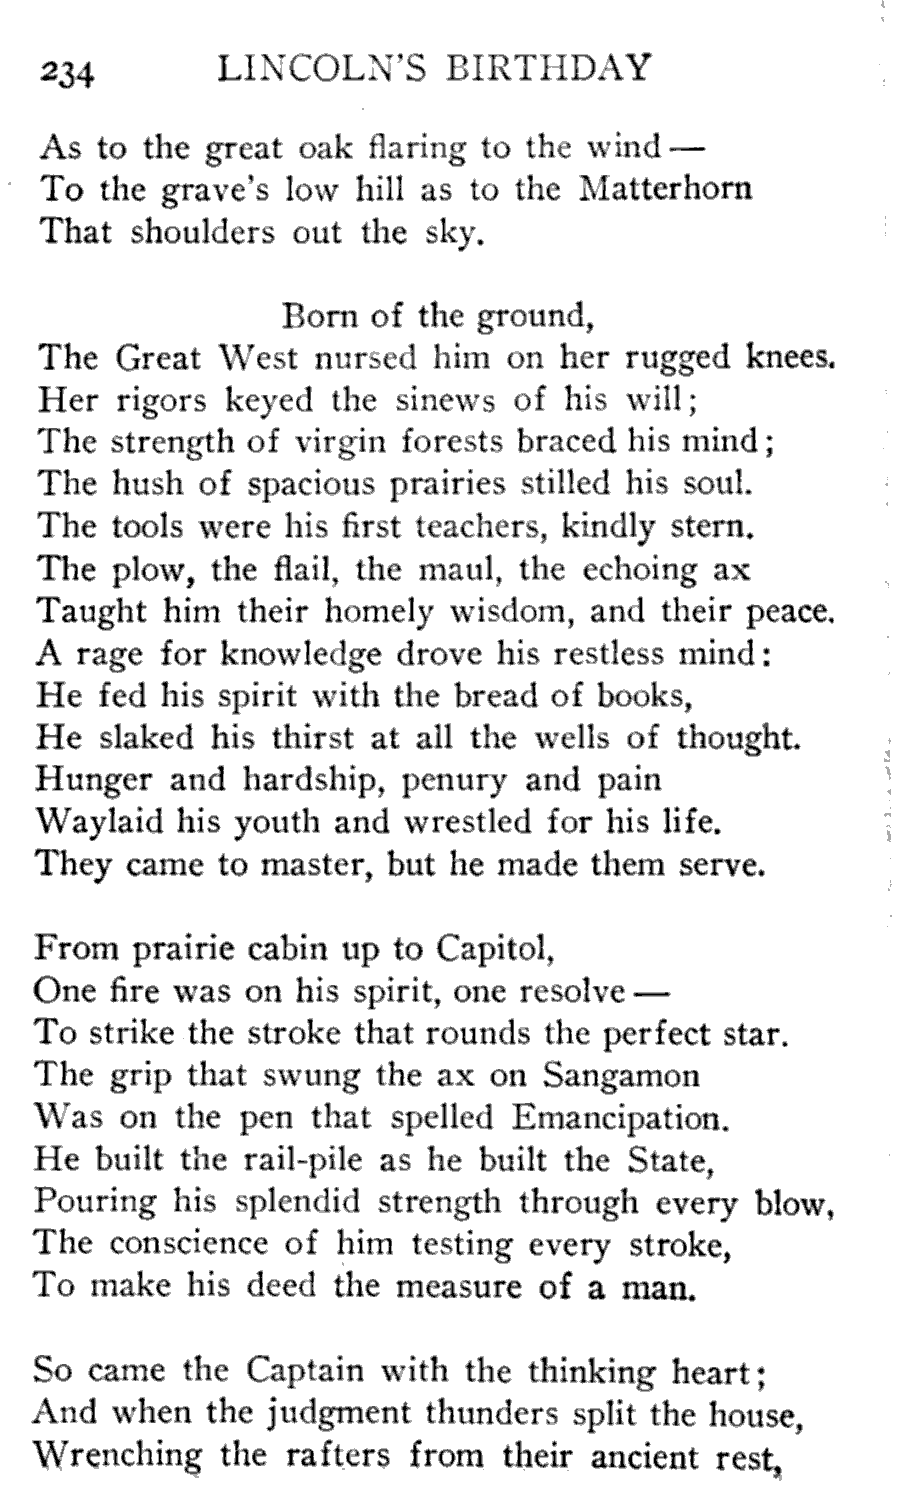 234 LINCOLN'S BIRTHDAY
As to the great oak flaring to the wind —
To the grave's low hill as to the Matterhorn
That shoulders out the sky.
Born of the ground,
The Great West nursed him on her rugged knees.
Her rigors keyed the sinews of his will;
The strength of virgin forests braced his mind;
The hush of spacious prairies stilled his soul.
The tools were his first teachers, kindly stern.
The plow, the flail, the maul, the echoing ax
Taught him their homely wisdom, and their peace.
A rage for knowledge drove his restless mind:
He fed his spirit with the bread of books,
He slaked his thirst at all the wells of thought.
Hunger and hardship, penury and pain
Waylaid his youth and wrestled for his life.
They came to master, but he made them serve.
From prairie cabin up to Capitol,
One fire was on his spirit, one resolve —
To strike the stroke that rounds the perfect star.
The grip that swung the ax on Sangamon
Was on the pen that spelled Emancipation.
He built the rail-pile as he built the State,
Pouring his splendid strength through every blow,
The conscience of him testing every stroke,
To make his deed the measure of a man.
So came the Captain with the thinking heart;
And when the judgment thunders split the house,
Wrenching the rafters from their ancient rest,